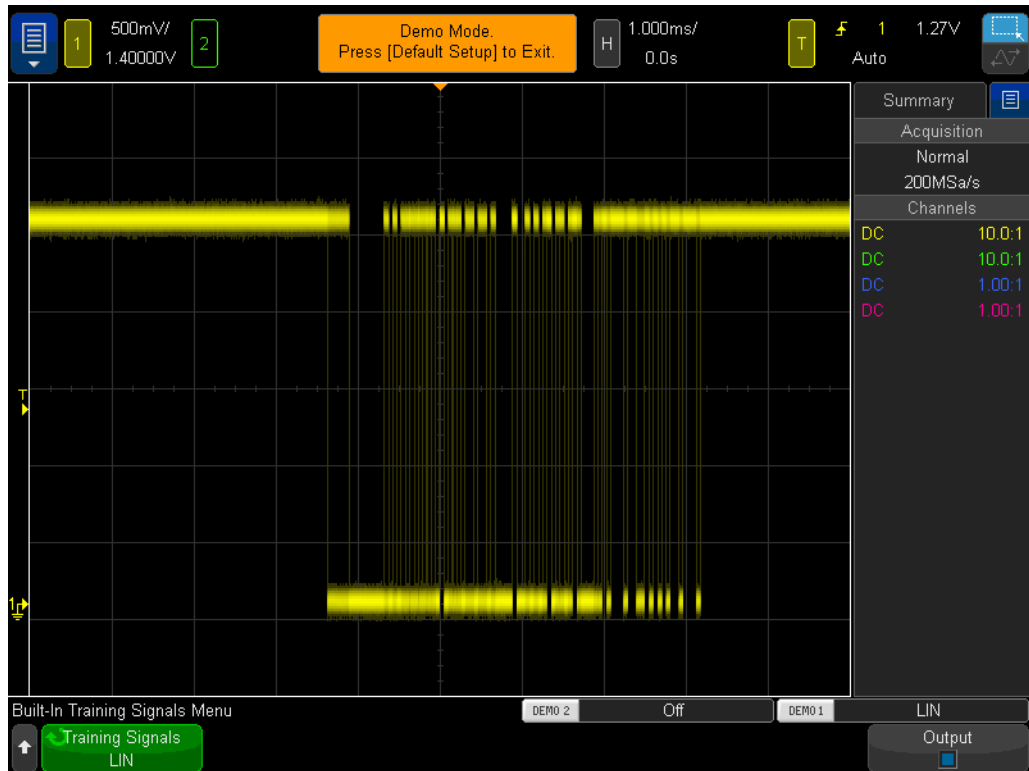 1
500mV/
1.40000V
2
Demo Mode.
Press [Default Setup] to Exit.
H
1.000ms/
0.0s
T
1
1.27V
Auto
Summary
Acquisition
Normal
200MSa/s
Channels
DC 10.0:1
DC 10.0:1
DC 1.00:1
DC 1.00:1
T
1
Built-In Training Signals Menu
DEMO 2 Off
DEMO 1 LIN
Training Signals
LIN
Output